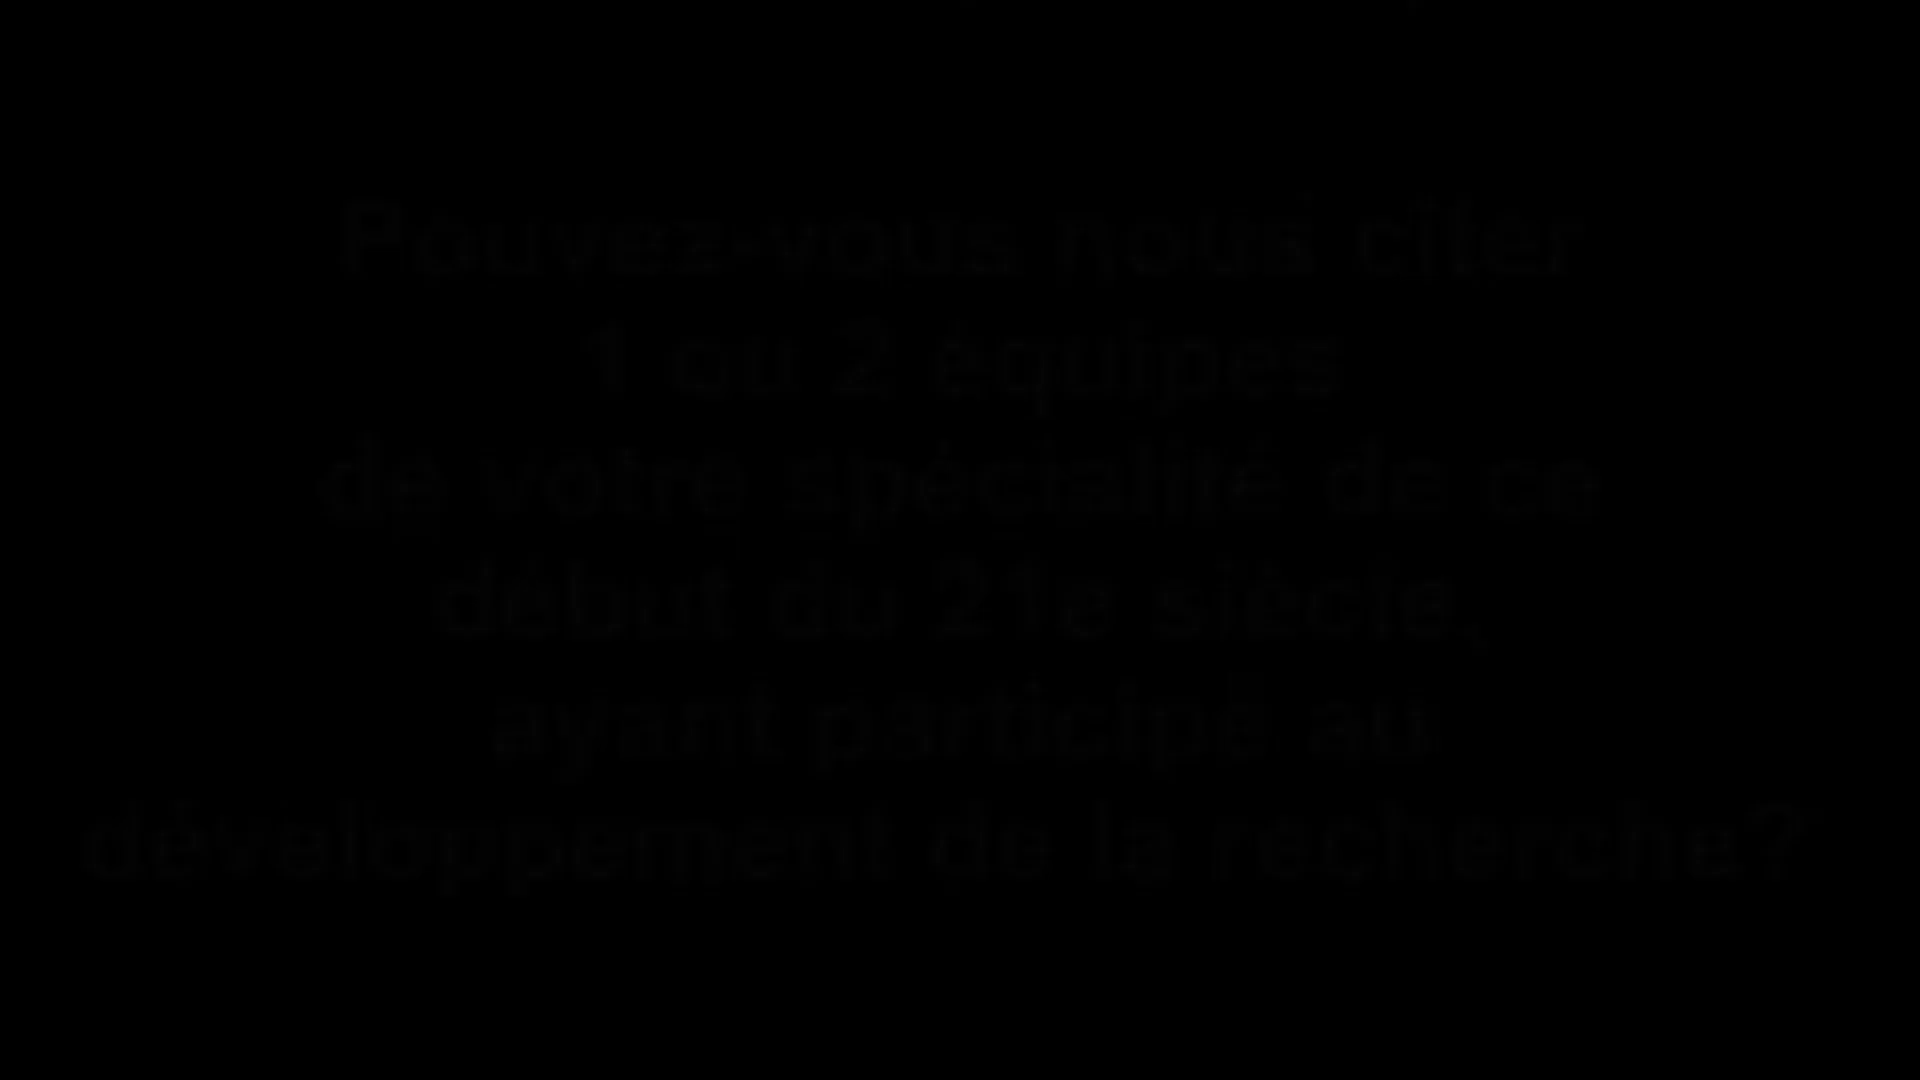 Pouvez-vous nous citer
1 ou 2 équipes
de votre spécialité de ce
début du 21e siècle,
ayant participé au
développement de la recherche?